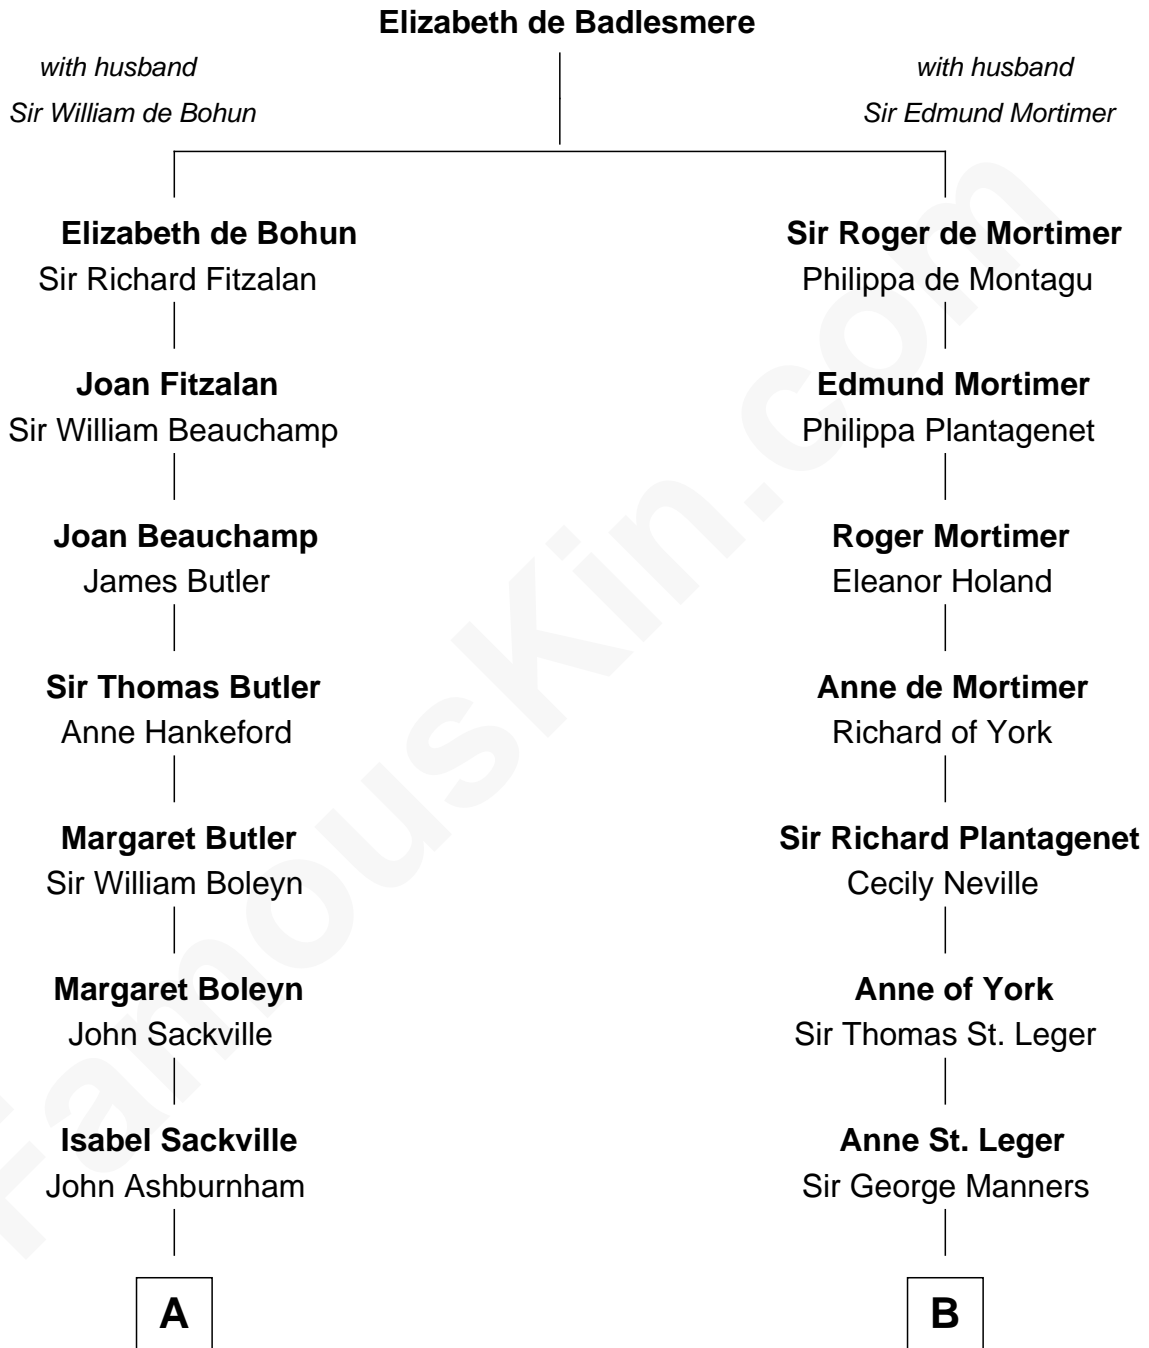 Elizabeth de Badlesmere
with husband
Sir William de Bohun
with husband
Sir Edmund Mortimer
Elizabeth de Bohun
Sir Richard Fitzalan
Sir Roger de Mortimer
Philippa de Montagu
Joan Fitzalan
Sir William Beauchamp
Edmund Mortimer
Philippa Plantagenet
Joan Beauchamp
James Butler
Roger Mortimer
Eleanor Holand
Sir Thomas Butler
Anne Hankeford
Anne de Mortimer
Richard of York
Margaret Butler
Sir William Boleyn
Sir Richard Plantagenet
Cecily Neville
Margaret Boleyn
John Sackville
Anne of York
Sir Thomas St. Leger
Isabel Sackville
John Ashburnham
Anne St. Leger
Sir George Manners
A
B
FamousKin.com